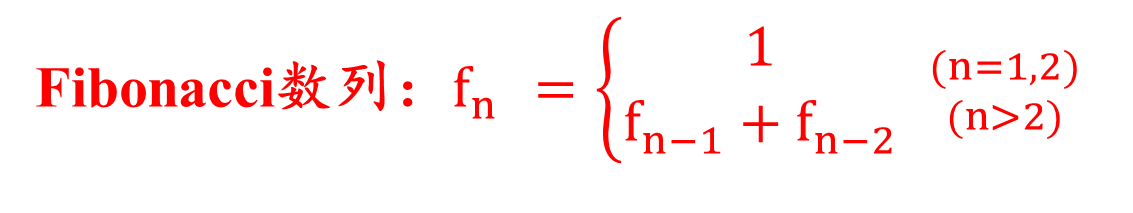 Fibonacci数列：fₙ = { 1 (n=1,2)
fₙ₋₁ + fₙ₋₂ (n>2)